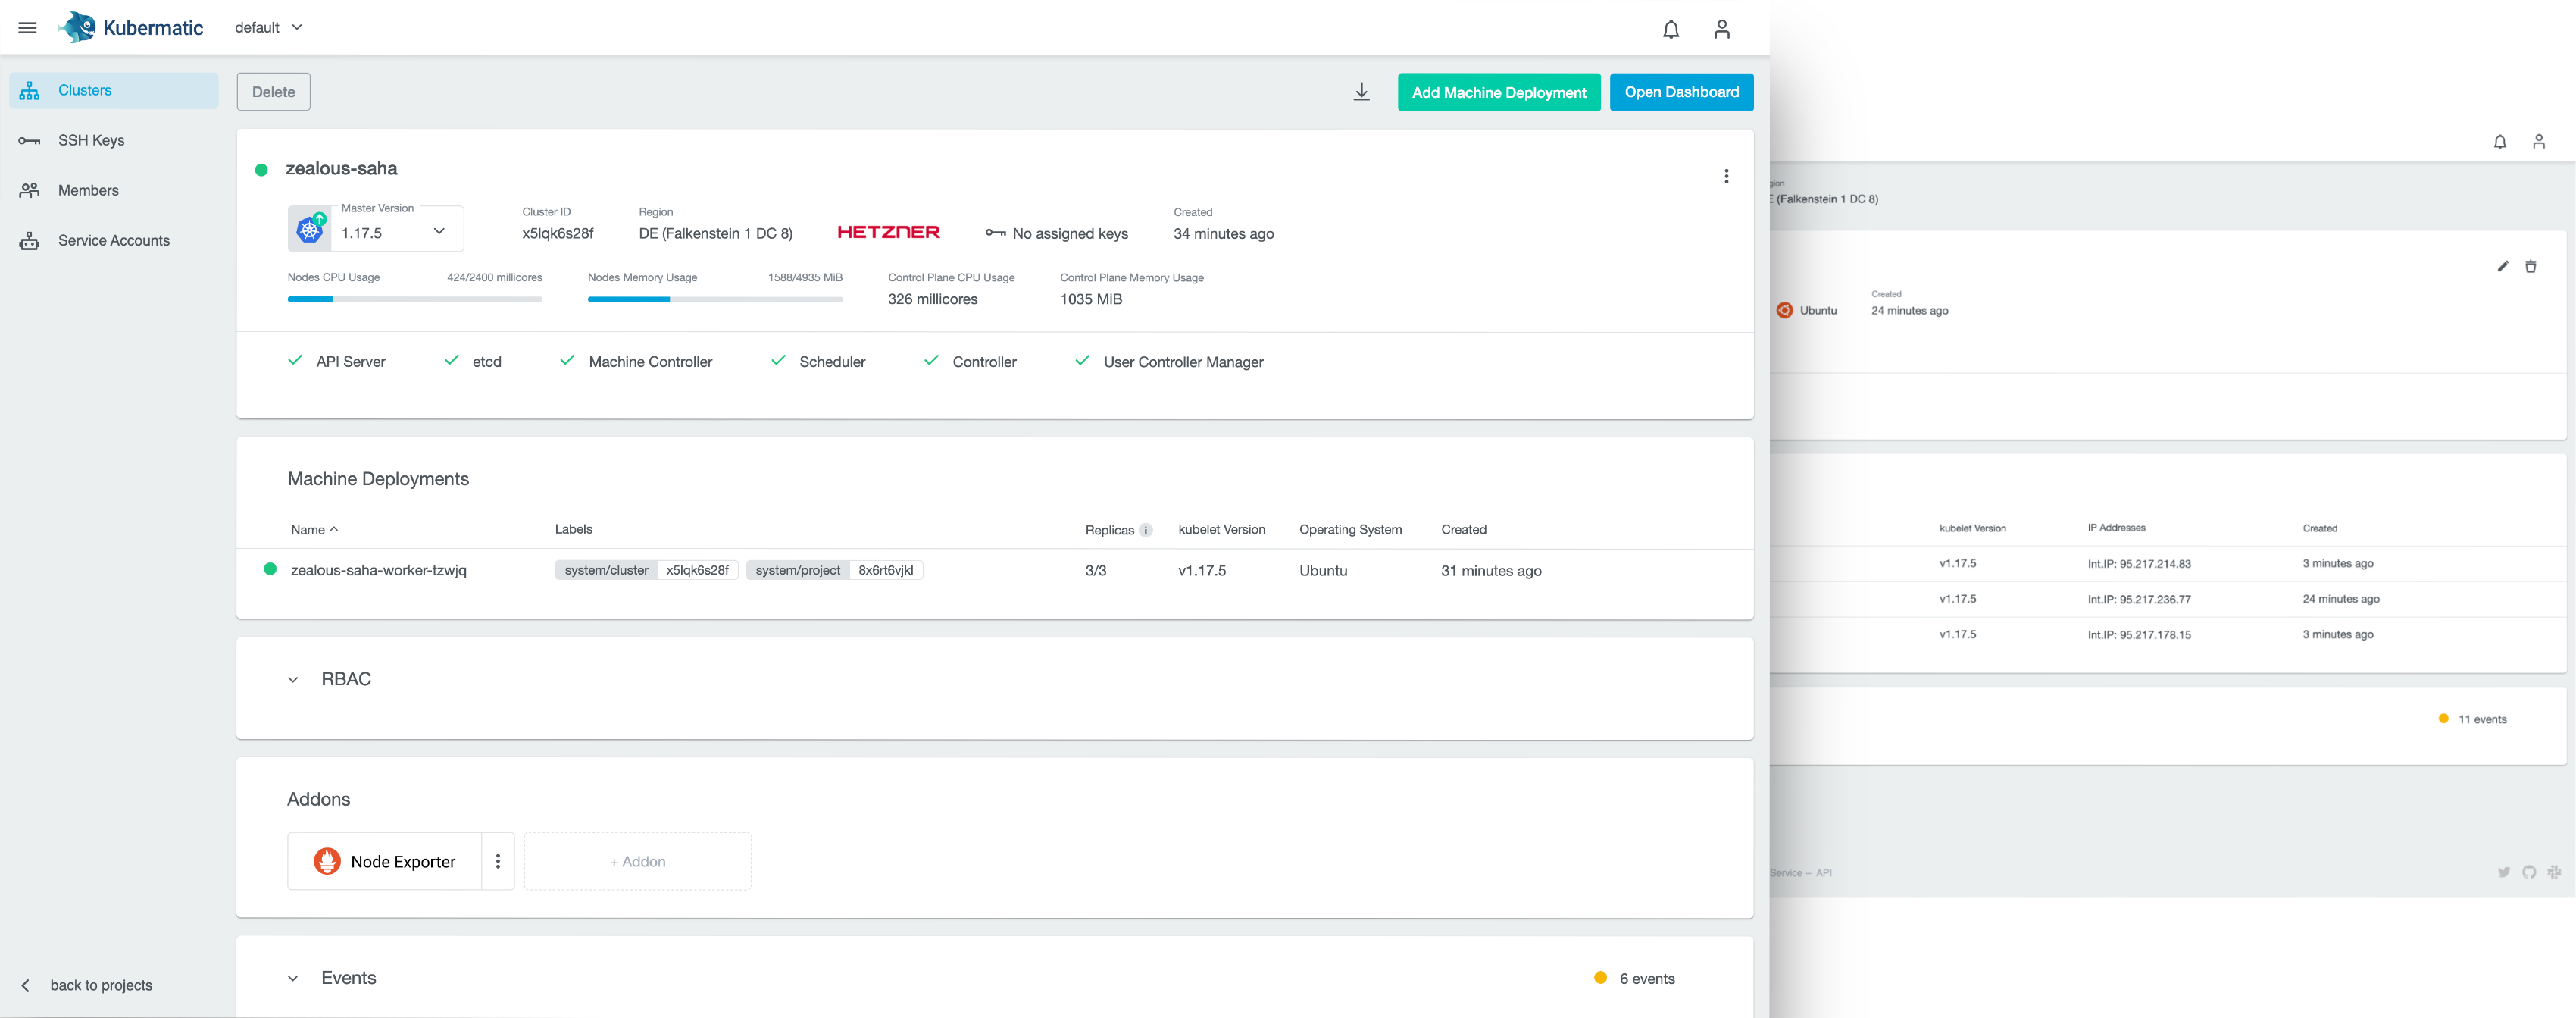 Kubermatic default
Clusters
SSH Keys
Members
Service Accounts
back to projects
Delete Add Machine Deployment Open Dashboard
zealous-saha
Master Version
1.17.5
Cluster ID
x5lqk6s28f
Region
DE (Falkenstein 1 DC 8)
HETZNER
No assigned keys
Created
34 minutes ago
Nodes CPU Usage 424/2400 millicores
Nodes Memory Usage 1588/4935 MiB
Control Plane CPU Usage
326 millicores
Control Plane Memory Usage
1035 MiB
API Server etcd Machine Controller Scheduler Controller User Controller Manager
Machine Deployments
Name Labels Replicas i kubelet Version Operating System Created
zealous-saha-worker-tzwjq system/cluster x5lqk6s28f system/project 8x6rt6vjkl 3/3 v1.17.5 Ubuntu 31 minutes ago
RBAC
Addons
Node Exporter + Addon
Events 6 events
gion
(Falkenstein 1 DC 8)
Ubuntu
Created
24 minutes ago
kubelet Version IP Addresses Created
v1.17.5 Int.IP: 95.217.214.83 3 minutes ago
v1.17.5 Int.IP: 95.217.236.77 24 minutes ago
v1.17.5 Int.IP: 95.217.178.15 3 minutes ago
11 events
Service – API